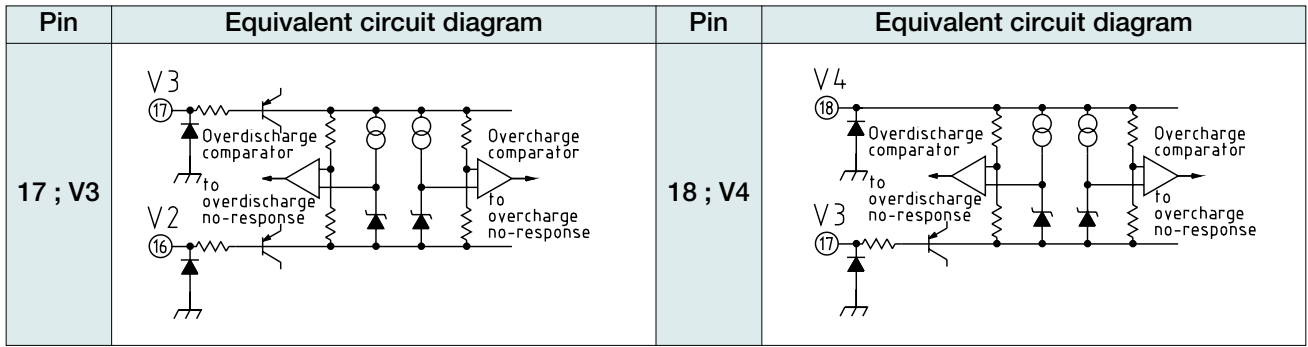 Pin
Equivalent circuit diagram
Pin
Equivalent circuit diagram
17 ; V3
V3
17
Overdischarge
comparator
Overcharge
comparator
to
overdischarge
no-response
to
overcharge
no-response
V2
16
18 ; V4
V4
18
Overdischarge
comparator
Overcharge
comparator
to
overdischarge
no-response
to
overcharge
no-response
V3
17